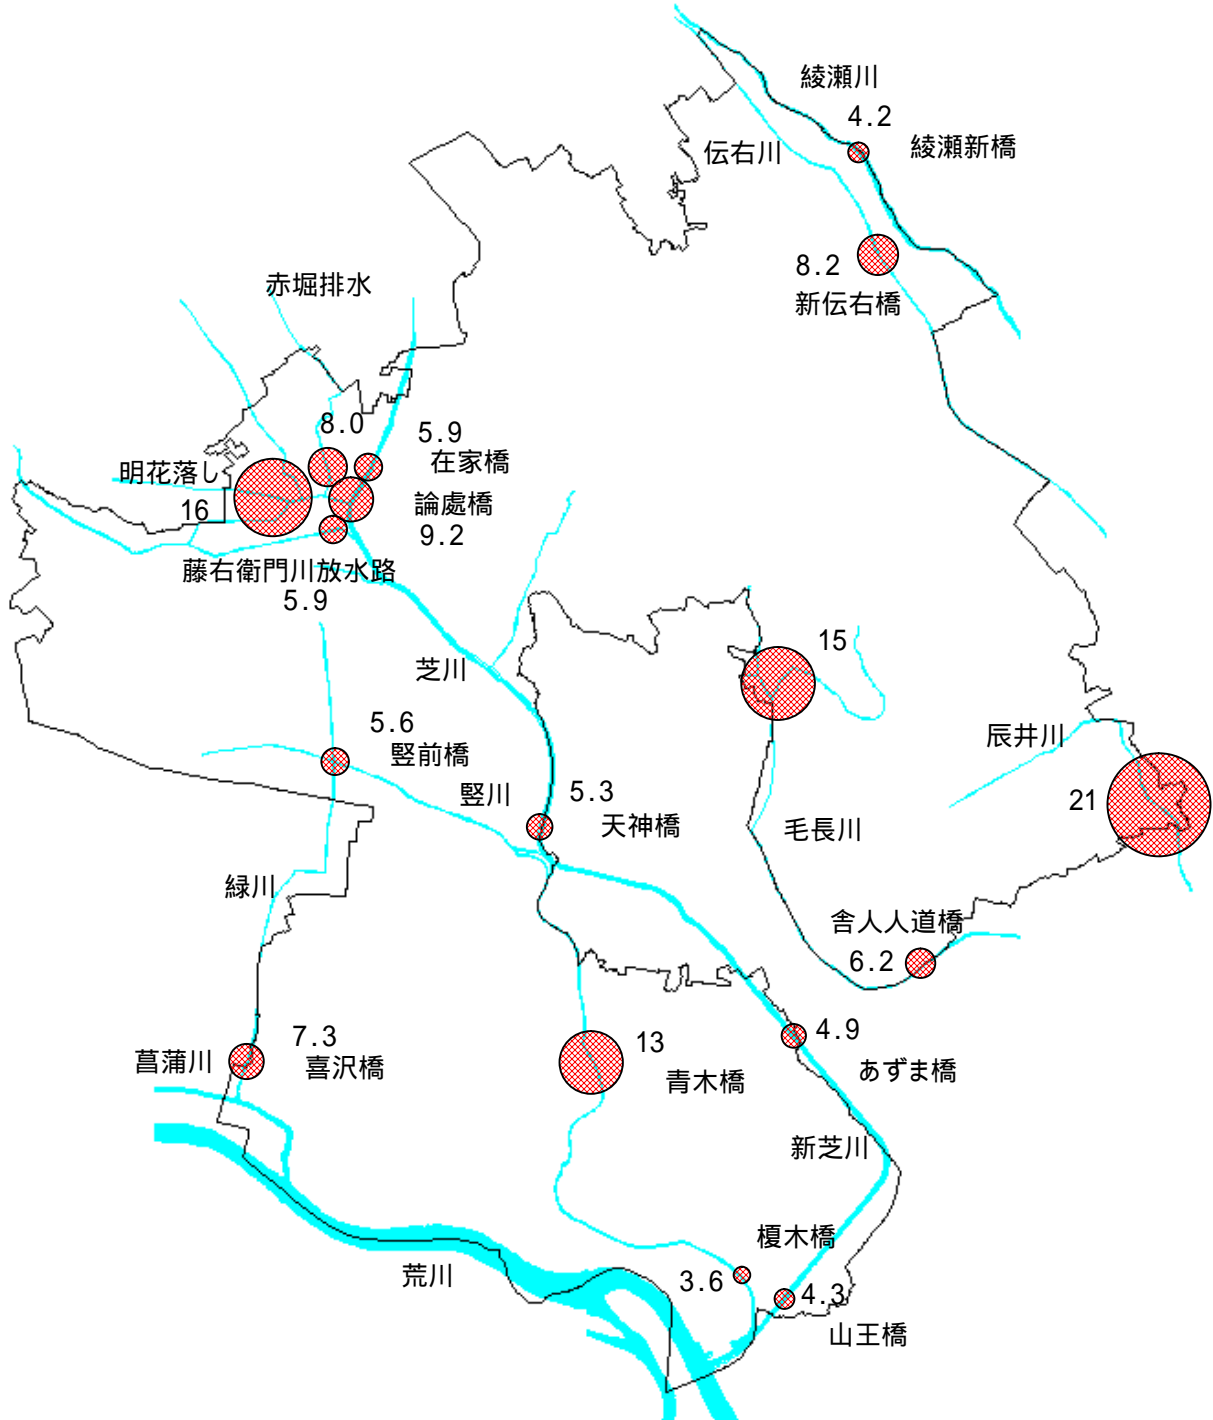 綾瀬川
4.2
綾瀬新橋
伝右川
8.2
新伝右橋
赤堀排水
8.0
5.9
在家橋
明花落し
16
論處橋
9.2
藤右衛門川放水路
5.9
芝川
15
5.6
竪前橋
辰井川
竪川
5.3
天神橋
21
毛長川
緑川
舎人人道橋
6.2
7.3
喜沢橋
菖蒲川
13
青木橋
4.9
あずま橋
新芝川
榎木橋
荒川
3.6
4.3
山王橋